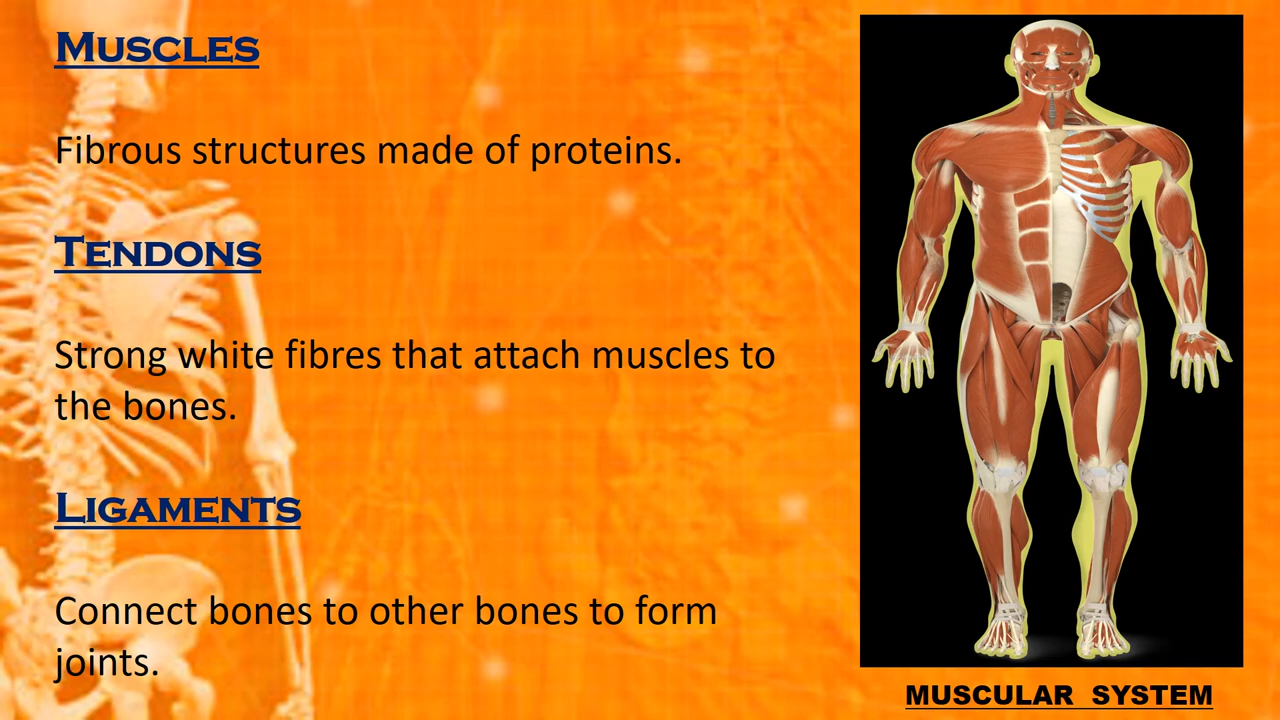 MUSCLES
Fibrous structures made of proteins.
TENDONS
Strong white fibres that attach muscles to
the bones.
LIGAMENTS
Connect bones to other bones to form
joints.
MUSCULAR SYSTEM